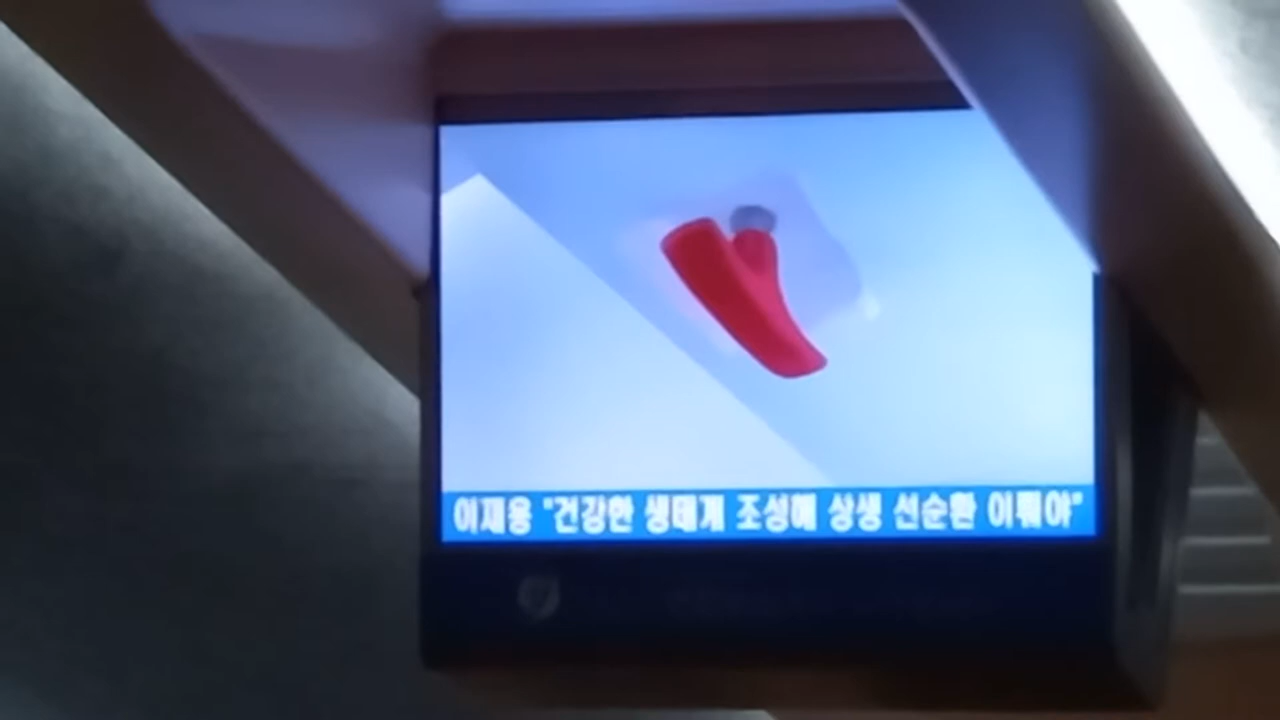 이재용 "건강한 생태계 조성해 상생 선순환 이뤄야"